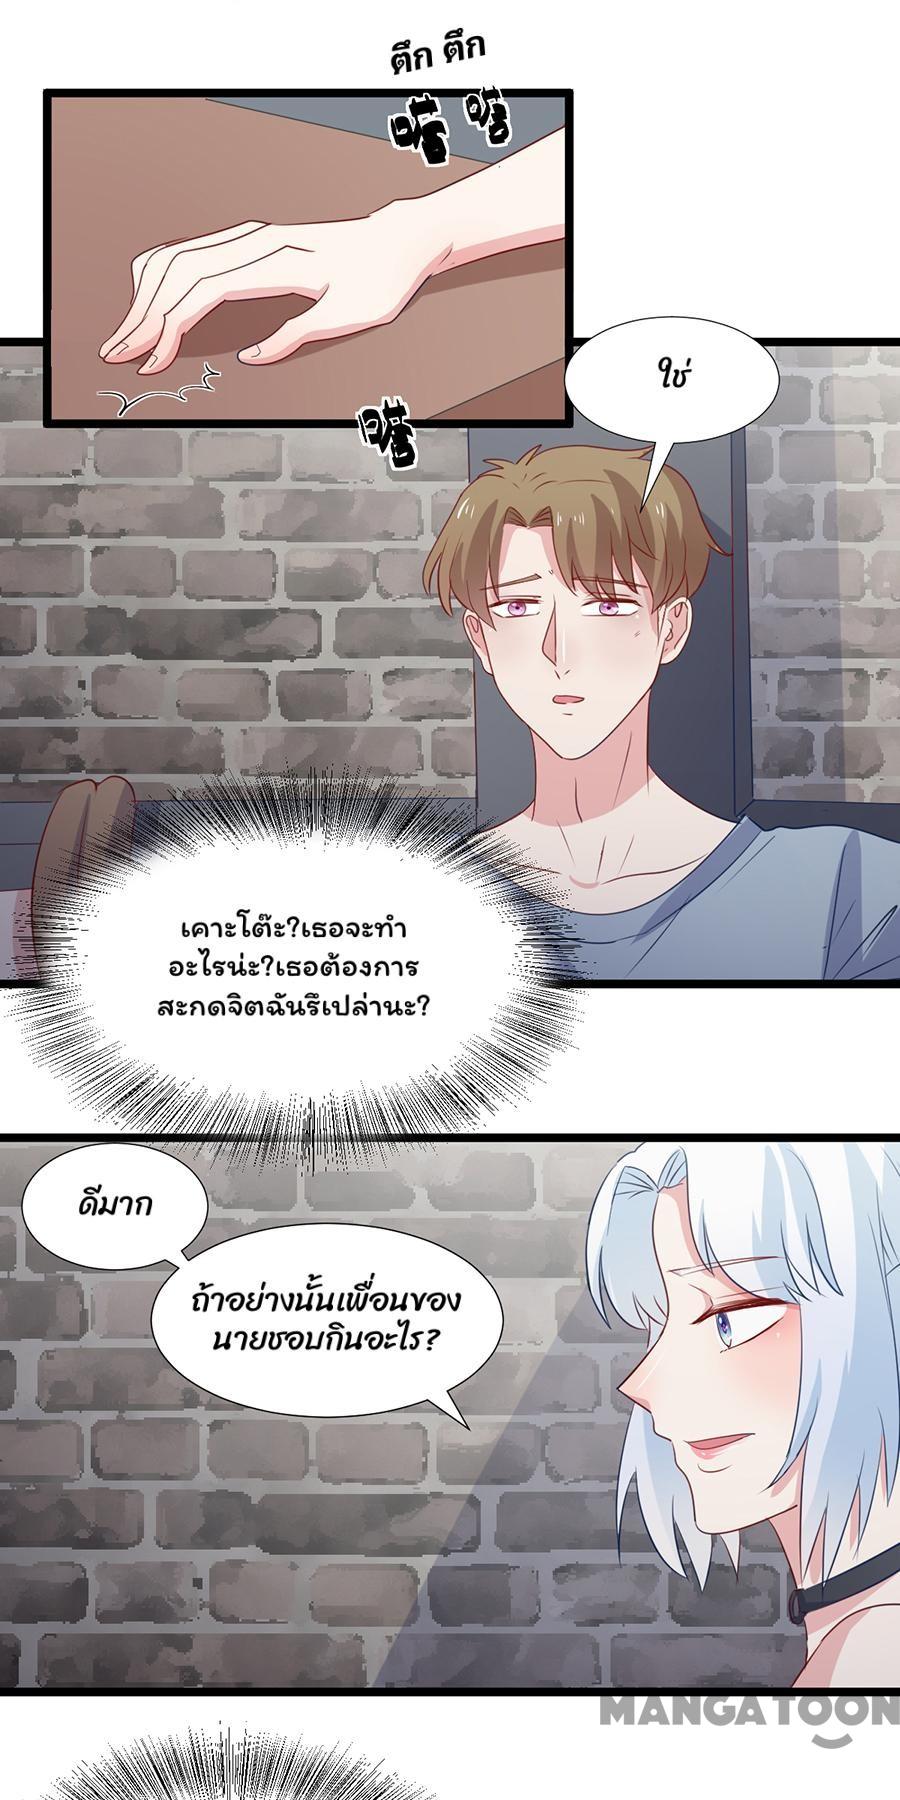 ตึก ตึก
嗒 嗒
ใช่
嗒
เคาะโต๊ะ?เธอจะทำ
อะไรน่ะ?เธอต้องการ
สะกดจิตฉันรึเปล่านะ?
ดีมาก
ถ้าอย่างนั้นเพื่อนของ
นายชอบกินอะไร?
MANGATOON